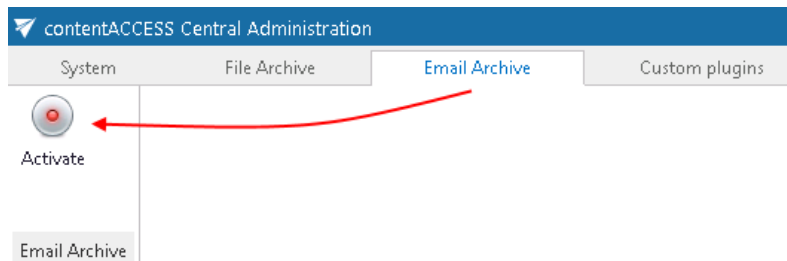 contentACCESS Central Administration
System File Archive Email Archive Custom plugins
Activate
Email Archive